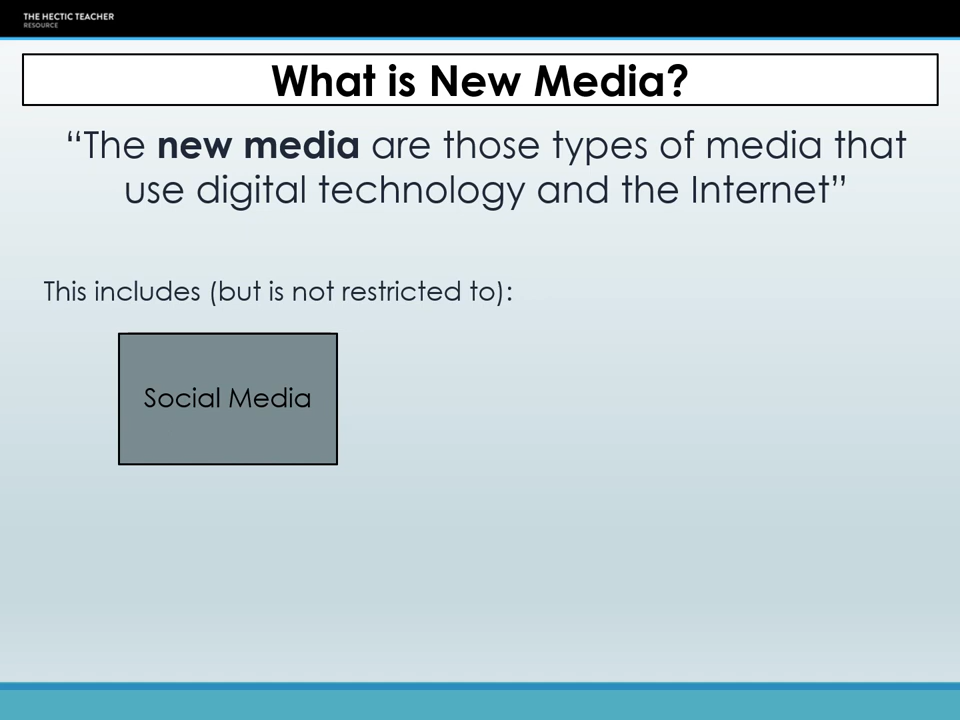 THE HECTIC TEACHER
RESOURCE
What is New Media?
“The new media are those types of media that
use digital technology and the Internet”
This includes (but is not restricted to):
Social Media